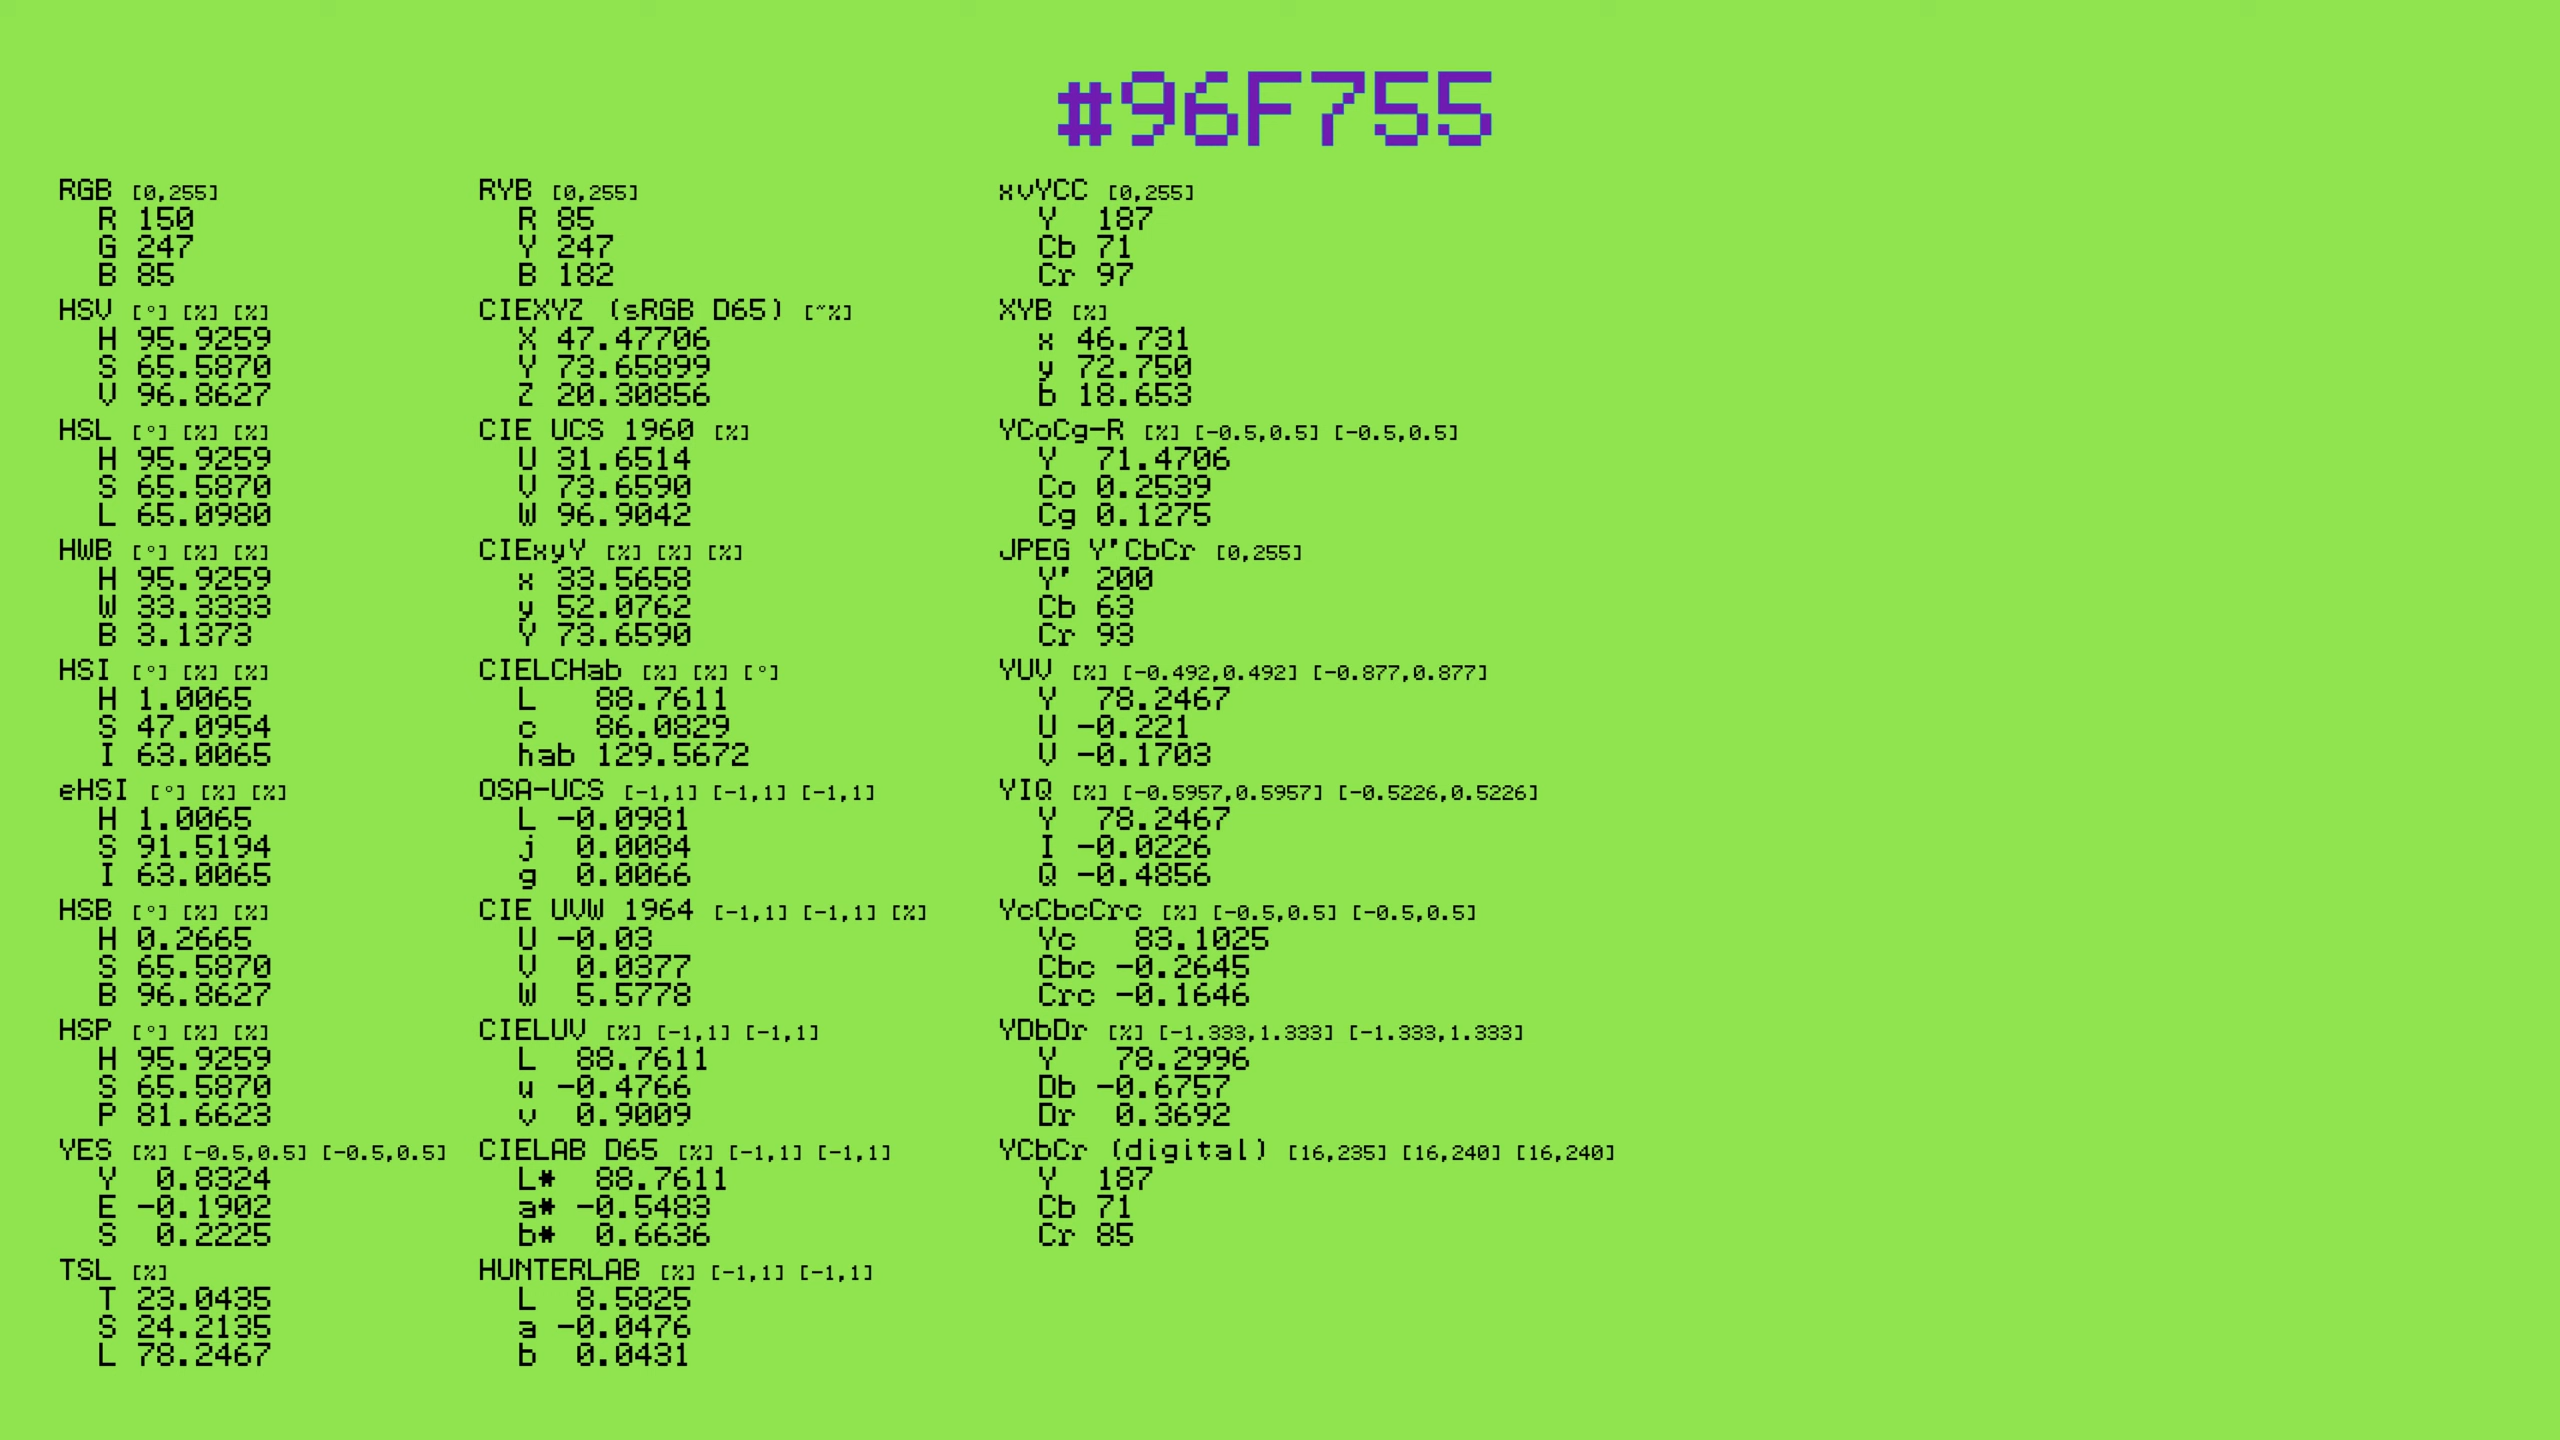 #96F755
RGB [0,255]
R 150
G 247
B 85
HSV [°] [%] [%]
H 95.9259
S 65.5870
V 96.8627
HSL [°] [%] [%]
H 95.9259
S 65.5870
L 65.0980
HWB [°] [%] [%]
H 95.9259
W 33.3333
B 3.1373
HSI [°] [%] [%]
H 1.0065
S 47.0954
I 63.0065
eHSI [°] [%] [%]
H 1.0065
S 91.5194
I 63.0065
HSB [°] [%] [%]
H 0.2665
S 65.5870
B 96.8627
HSP [°] [%] [%]
H 95.9259
S 65.5870
P 81.6623
YES [%] [-0.5,0.5] [-0.5,0.5]
Y 0.8324
E -0.1902
S 0.2225
TSL [%]
T 23.0435
S 24.2135
L 78.2467
RYB [0,255]
R 85
Y 247
B 182
CIEXYZ (sRGB D65) [~%]
X 47.47706
Y 73.65899
Z 20.30856
CIE UCS 1960 [%]
U 31.6514
V 73.6590
W 96.9042
CIExyY [%] [%] [%]
x 33.5658
y 52.0762
Y 73.6590
CIELCHab [%] [%] [°]
L 88.7611
c 86.0829
hab 129.5672
OSA-UCS [-1,1] [-1,1] [-1,1]
L -0.0981
j 0.0084
g 0.0066
CIE UVW 1964 [-1,1] [-1,1] [%]
U -0.03
V 0.0377
W 5.5778
CIELUV [%] [-1,1] [-1,1]
L 88.7611
u -0.4766
v 0.9009
CIELAB D65 [%] [-1,1] [-1,1]
L* 88.7611
a* -0.5483
b* 0.6636
HUNTERLAB [%] [-1,1] [-1,1]
L 8.5825
a -0.0476
b 0.0431
xvYCC [0,255]
Y 187
Cb 71
Cr 97
XYB [%]
x 46.731
y 72.750
b 18.653
YCoCg-R [%] [-0.5,0.5] [-0.5,0.5]
Y 71.4706
Co 0.2539
Cg 0.1275
JPEG Y'CbCr [0,255]
Y' 200
Cb 63
Cr 93
YUV [%] [-0.492,0.492] [-0.877,0.877]
Y 78.2467
U -0.221
V -0.1703
YIQ [%] [-0.5957,0.5957] [-0.5226,0.5226]
Y 78.2467
I -0.0226
Q -0.4856
YcCbcCrc [%] [-0.5,0.5] [-0.5,0.5]
Yc 83.1025
Cbc -0.2645
Crc -0.1646
YDbDr [%] [-1.333,1.333] [-1.333,1.333]
Y 78.2996
Db -0.6757
Dr 0.3692
YCbCr (digital) [16,235] [16,240] [16,240]
Y 187
Cb 71
Cr 85